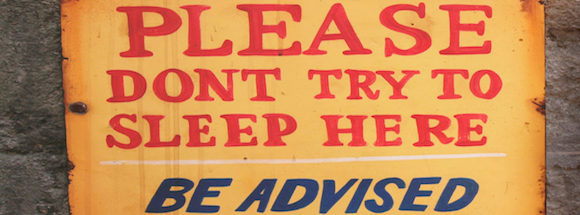 PLEASE
DONT TRY TO
SLEEP HERE
BE ADVISED